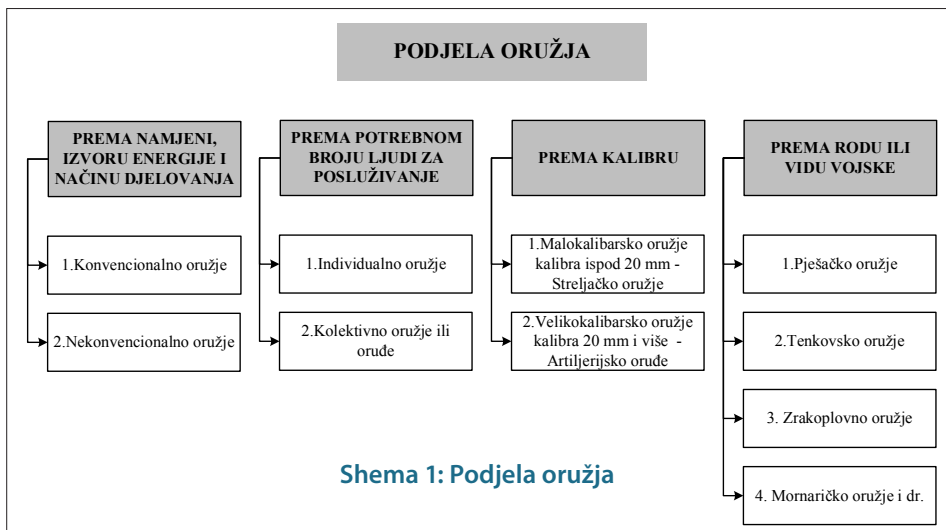 PODJELA ORUŽJA
PREMA NAMJENI,
IZVORU ENERGIJE I
NAČINU DJELOVANJA
1.Konvencionalno oružje
2.Nekonvencionalno oružje
PREMA POTREBNOM
BROJU LJUDI ZA
POSLUŽIVANJE
1.Individualno oružje
2.Kolektivno oružje ili
oruđe
PREMA KALIBRU
1.Malokalibarsko oružje
kalibra ispod 20 mm -
Streljačko oružje
2.Velikokalibarsko oružje
kalibra 20 mm i više -
Artiljerijsko oruđe
PREMA RODU ILI
VIDU VOJSKE
1.Pješačko oružje
2.Tenkovsko oružje
3. Zrakoplovno oružje
4. Mornaričko oružje i dr.
Shema 1: Podjela oružja